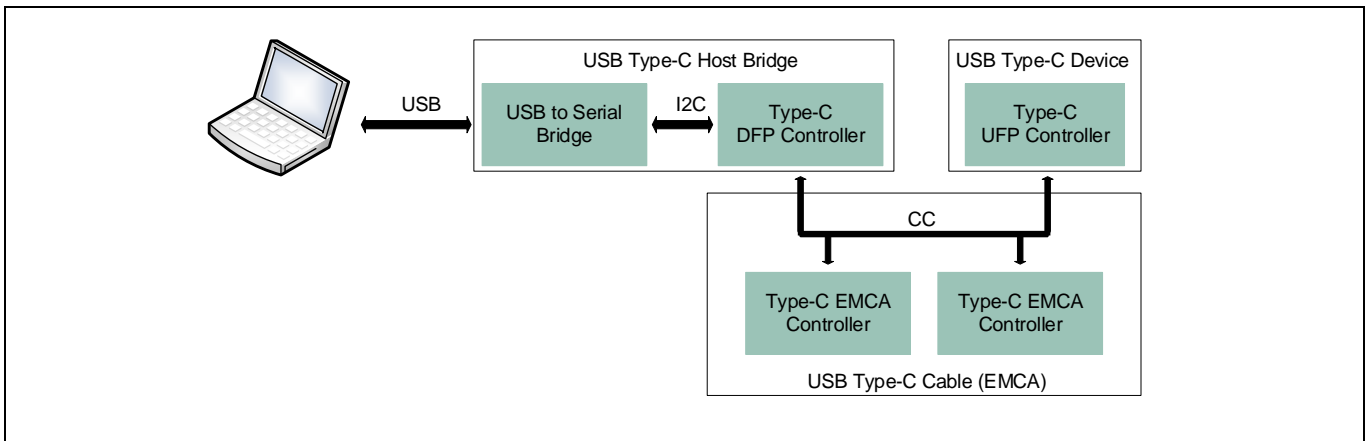 USB Type-C Host Bridge
USB Type-C Device
USB
USB to Serial
Bridge
I2C
Type-C
DFP Controller
Type-C
UFP Controller
CC
Type-C EMCA
Controller
Type-C EMCA
Controller
USB Type-C Cable (EMCA)